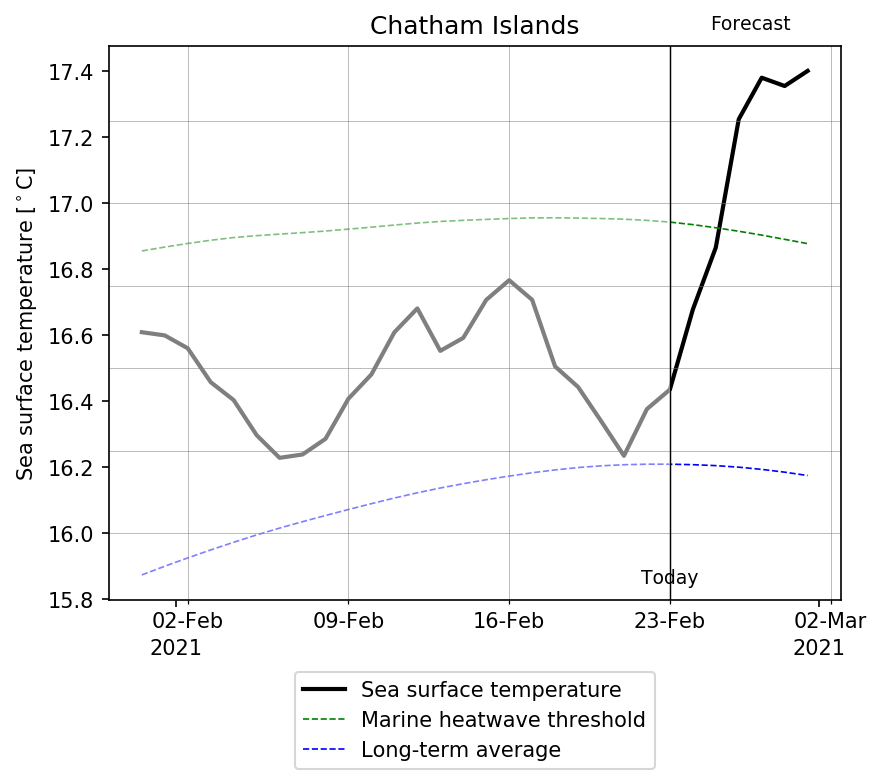 Chatham Islands
Forecast
Sea surface temperature [°C]
17.4
17.2
17.0
16.8
16.6
16.4
16.2
16.0
15.8
Today
02-Feb
2021
09-Feb
16-Feb
23-Feb
02-Mar
2021
Sea surface temperature
Marine heatwave threshold
Long-term average